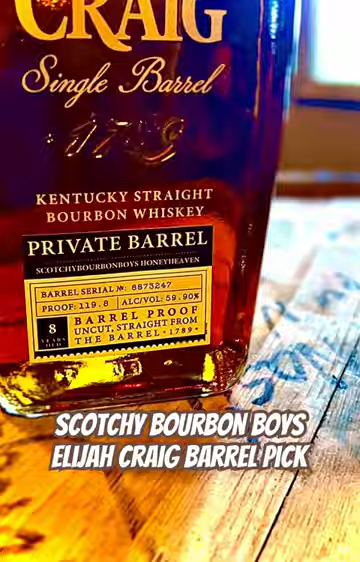 CRAIG
Single Barrel
1789
KENTUCKY STRAIGHT
BOURBON WHISKEY
PRIVATE BARREL
SCOTCHYBOURBONBOYS HONEYHEAVEN
BARREL SERIAL №: 8873247
PROOF: 119.8 ALC/VOL: 59.90%
8 YEARS OLD
BARREL PROOF
UNCUT, STRAIGHT FROM
THE BARREL • 1789 •
SCOTCHY BOURBON BOYS
ELIJAH CRAIG BARREL PICK